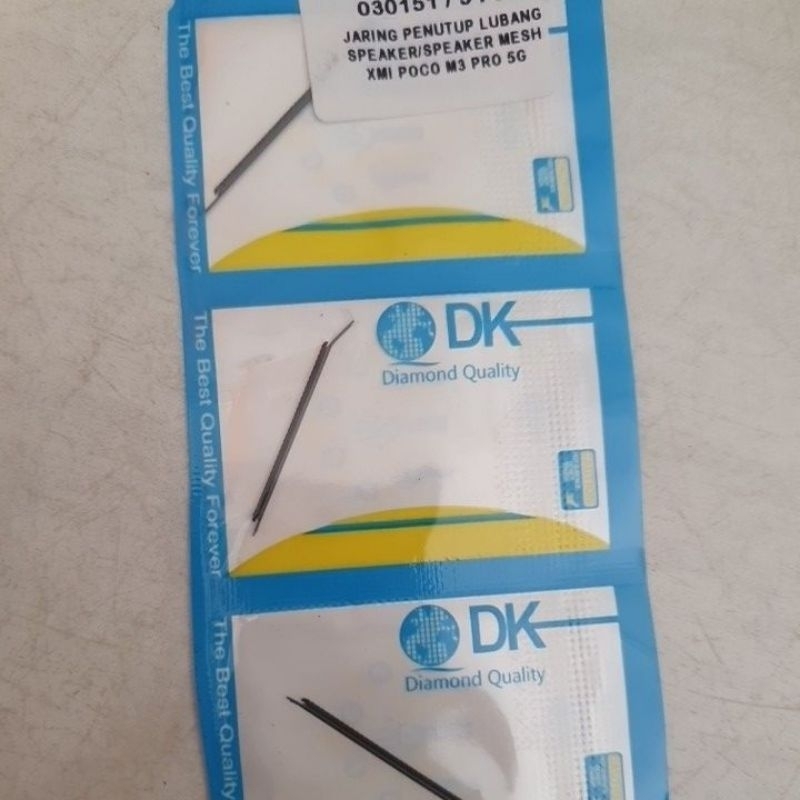 030151 /
JARING PENUTUP LUBANG
SPEAKER/SPEAKER MESH
XMI POCO M3 PRO 5G
The Best Quality Forever
DK
Diamond Quality
The Best Quality Forever
DK
Diamond Quality
The Best Quality